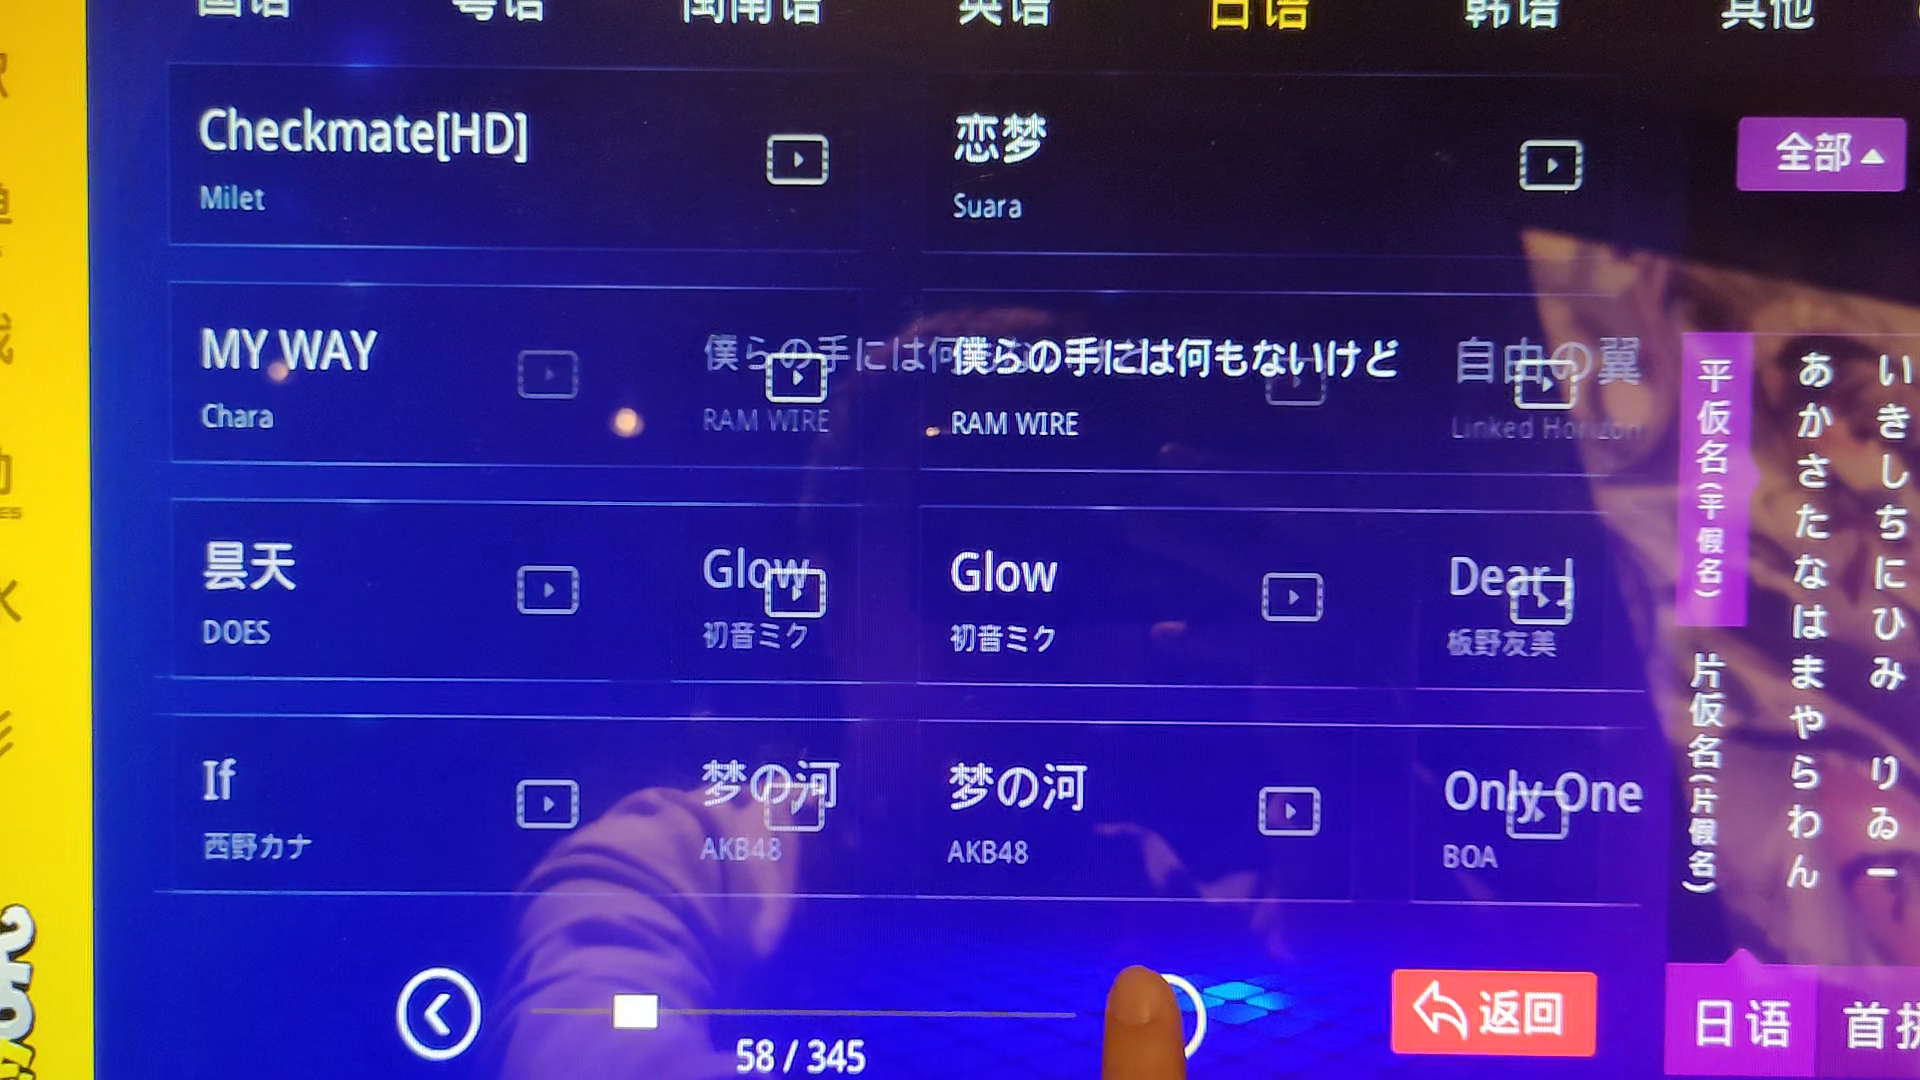 国语 粤语 闽南语 英语 日语 韩语 其他
Checkmate[HD]
Milet
恋梦
Suara
全部
MY WAY
Chara
僕らの手には何
RAM WIRE
僕らの手には何もないけど
RAM WIRE
自由の翼
Linked Horizon
昙天
DOES
Glow
初音ミク
Glow
初音ミク
Dear J
板野友美
If
西野カナ
梦の河
AKB48
梦の河
AKB48
Only One
BOA
平仮名(平假名)
片仮名(片假名)
あかさたなはまやらわん
いきしちにひみ りゐー
58 / 345
返回
日语
首